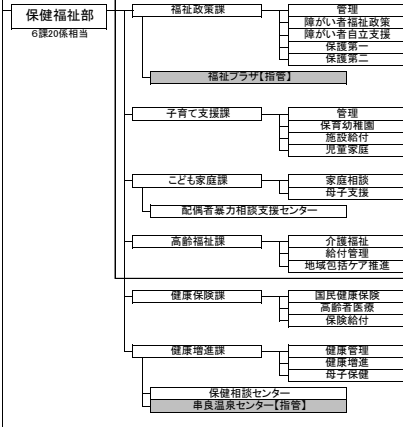 保健福祉部
6課20係相当
福祉政策課
管理
障がい者福祉政策
障がい者自立支援
保護第一
保護第二
福祉プラザ【指管】
子育て支援課
管理
保育幼稚園
施設給付
児童家庭
こども家庭課
家庭相談
母子支援
配偶者暴力相談支援センター
高齢福祉課
介護福祉
給付管理
地域包括ケア推進
健康保険課
国民健康保険
高齢者医療
保険給付
健康増進課
健康管理
健康増進
母子保健
保健相談センター
串良温泉センター【指管】